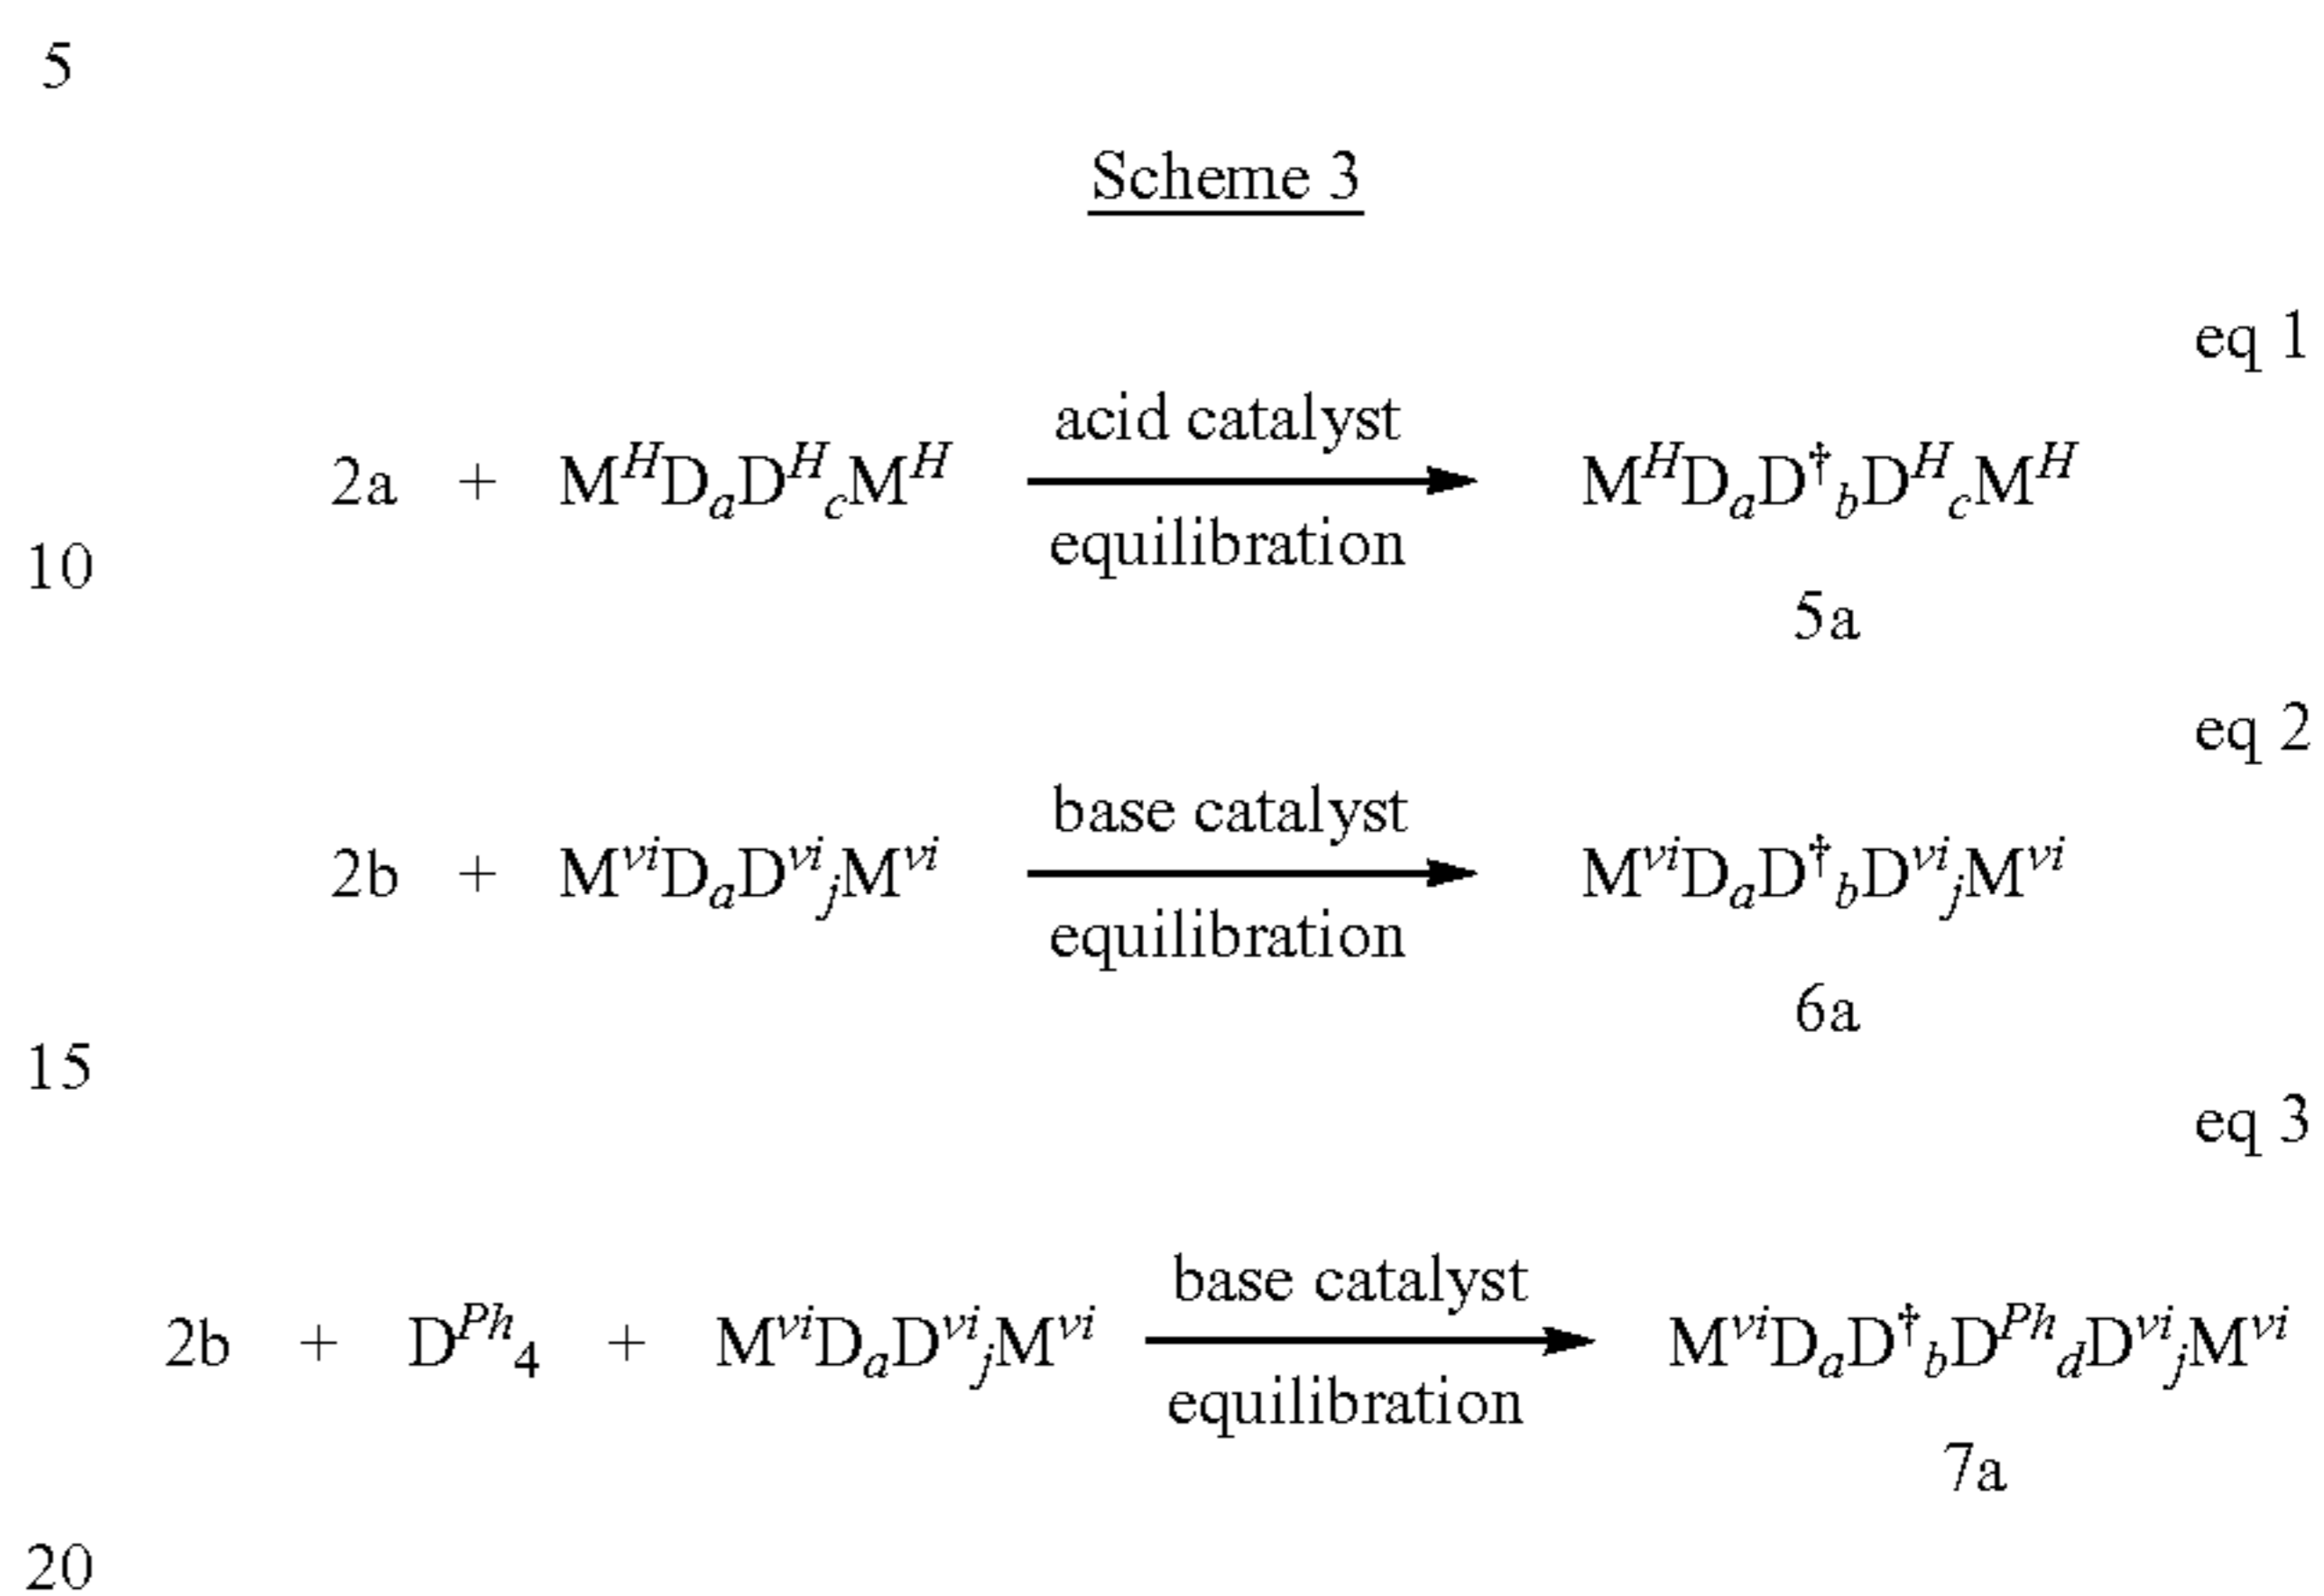 5
Scheme 3
eq 1
2a + M^H D_a D^H_c M^H acid catalyst equilibration M^H D_a D^†_b D^H_c M^H
10
5a
eq 2
2b + M^vi D_a D^vi_j M^vi base catalyst equilibration M^vi D_a D^†_b D^vi_j M^vi
6a
15
eq 3
2b + D^Ph_4 + M^vi D_a D^vi_j M^vi base catalyst equilibration M^vi D_a D^†_b D^Ph_d D^vi_j M^vi
7a
20